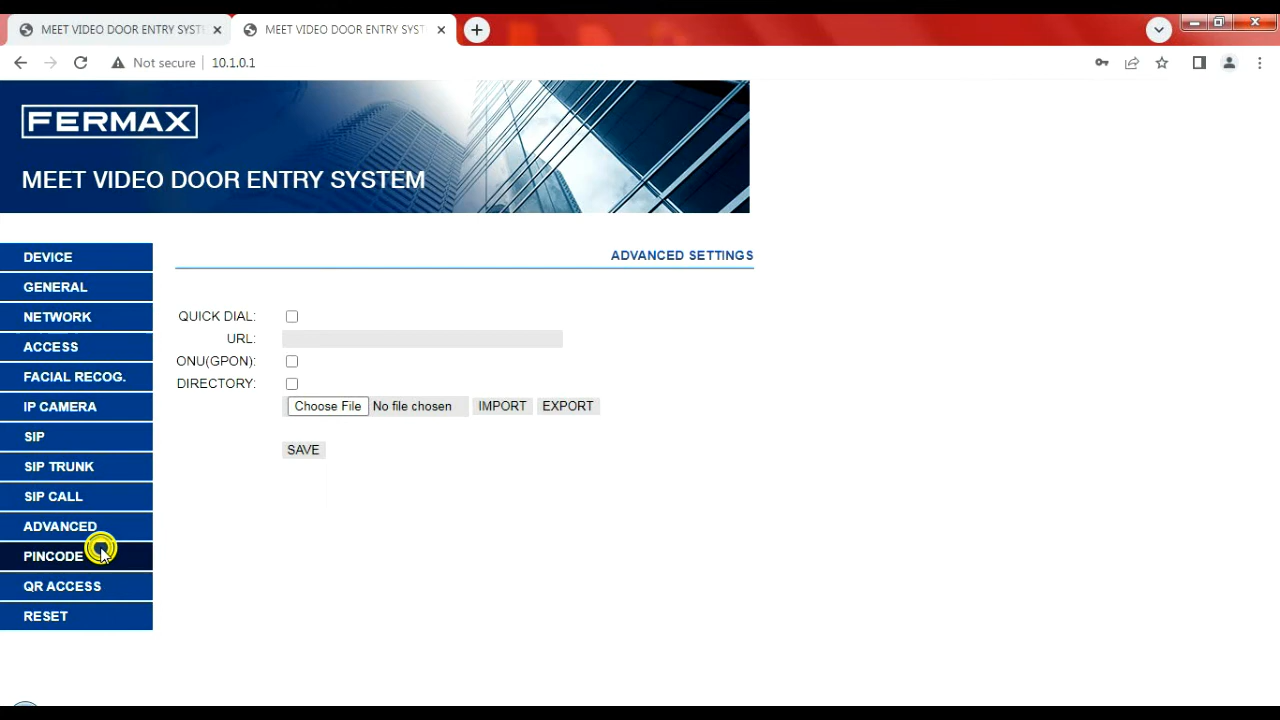 MEET VIDEO DOOR ENTRY SYST
MEET VIDEO DOOR ENTRY SYST
Not secure
10.1.0.1
FERMAX
MEET VIDEO DOOR ENTRY SYSTEM
DEVICE
GENERAL
NETWORK
ACCESS
FACIAL RECOG.
IP CAMERA
SIP
SIP TRUNK
SIP CALL
ADVANCED
PINCODE
QR ACCESS
RESET
ADVANCED SETTINGS
QUICK DIAL:
URL:
ONU(GPON):
DIRECTORY:
Choose File No file chosen IMPORT EXPORT
SAVE